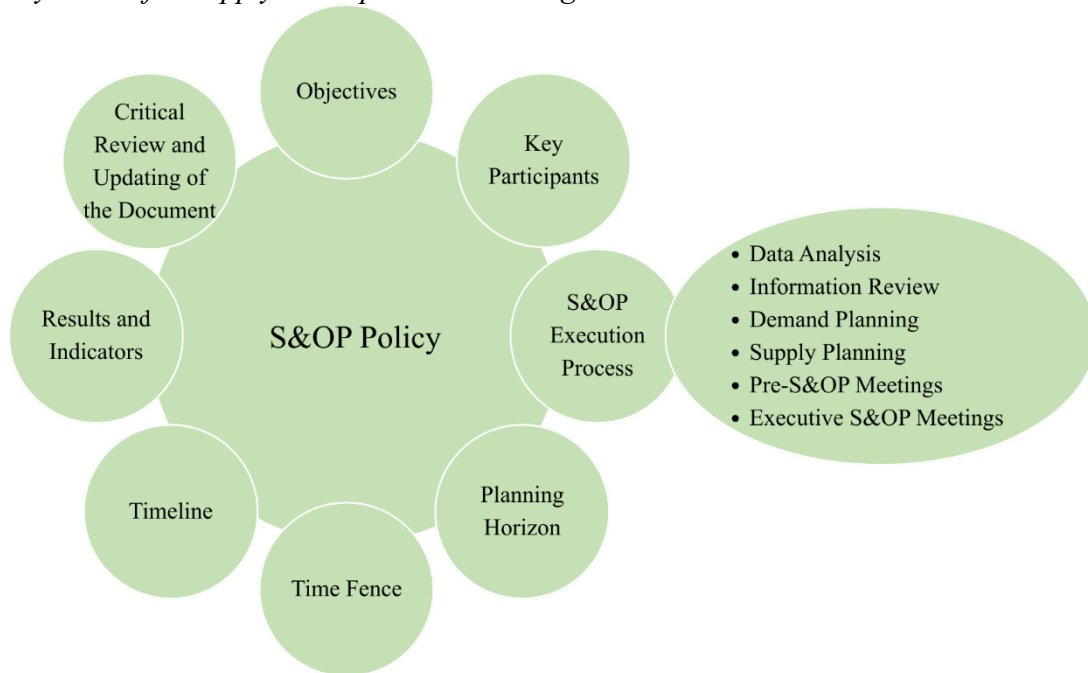 Objectives
Critical
Review and
Updating of
the Document
Key
Participants
S&OP
Execution
Process
• Data Analysis
• Information Review
• Demand Planning
• Supply Planning
• Pre-S&OP Meetings
• Executive S&OP Meetings
Results and
Indicators
S&OP Policy
Timeline
Planning
Horizon
Time Fence